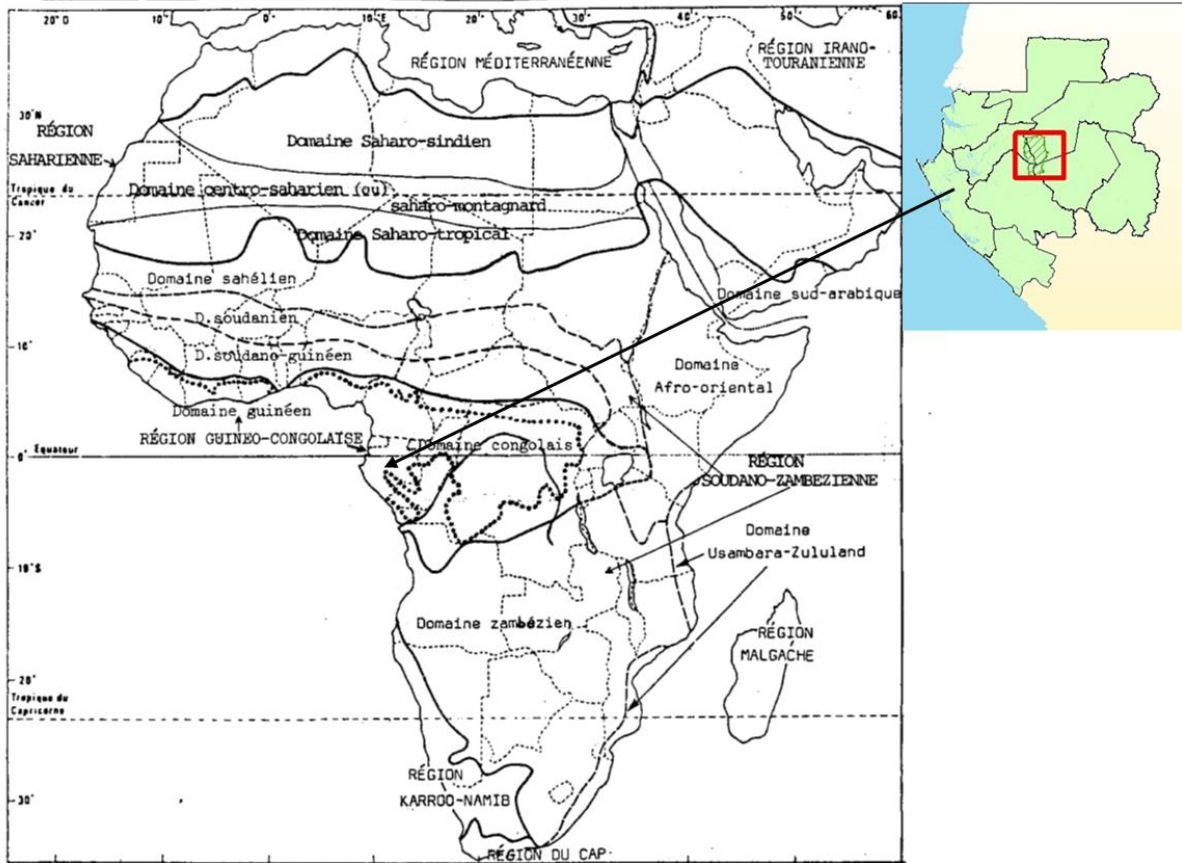 20°O 10° 0° 10°E 20° 30° 40° 50° 60
RÉGION MÉDITERRANÉENNE
RÉGION IRANO-
TOURANIENNE
30°N
RÉGION
SAHARIENNE
Domaine Saharo-sindien
Tropique du
Cancer
Domaine centro-saharien (ou)
saharo-montagnard
20°
Domaine Saharo-tropical
Domaine sahélien
Domaine sud-arabique
D.soudanien
10°
D.soudano-guinéen
Domaine
Afro-oriental
Domaine guinéen
RÉGION GUINEO-CONGOLAISE
Domaine congolais
Equateur
0°
RÉGION
SOUDANO-ZAMBEZIENNE
Domaine
Usambara-Zululand
10°S
Domaine zambézien
RÉGION
MALGACHE
20°
Tropique du
Capricorne
RÉGION
KARROO-NAMIB
30°
RÉGION DU CAP